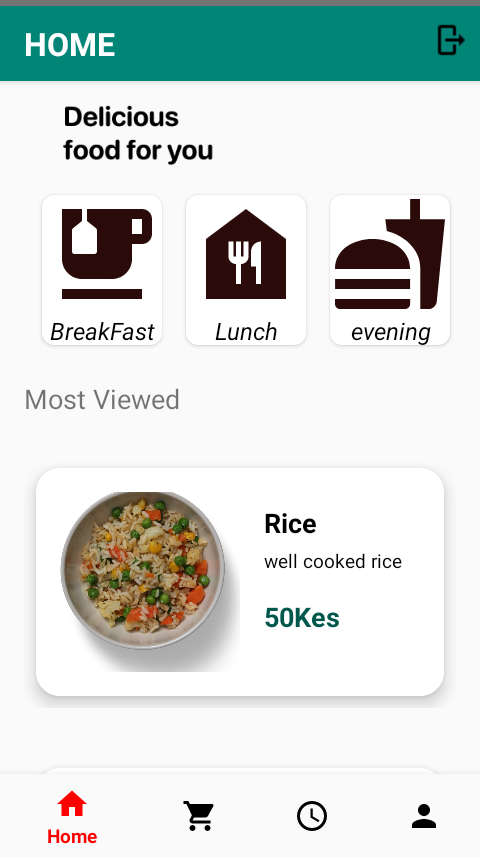 HOME
Delicious
food for you
BreakFast
Lunch
evening
Most Viewed
Rice
well cooked rice
50Kes
Home